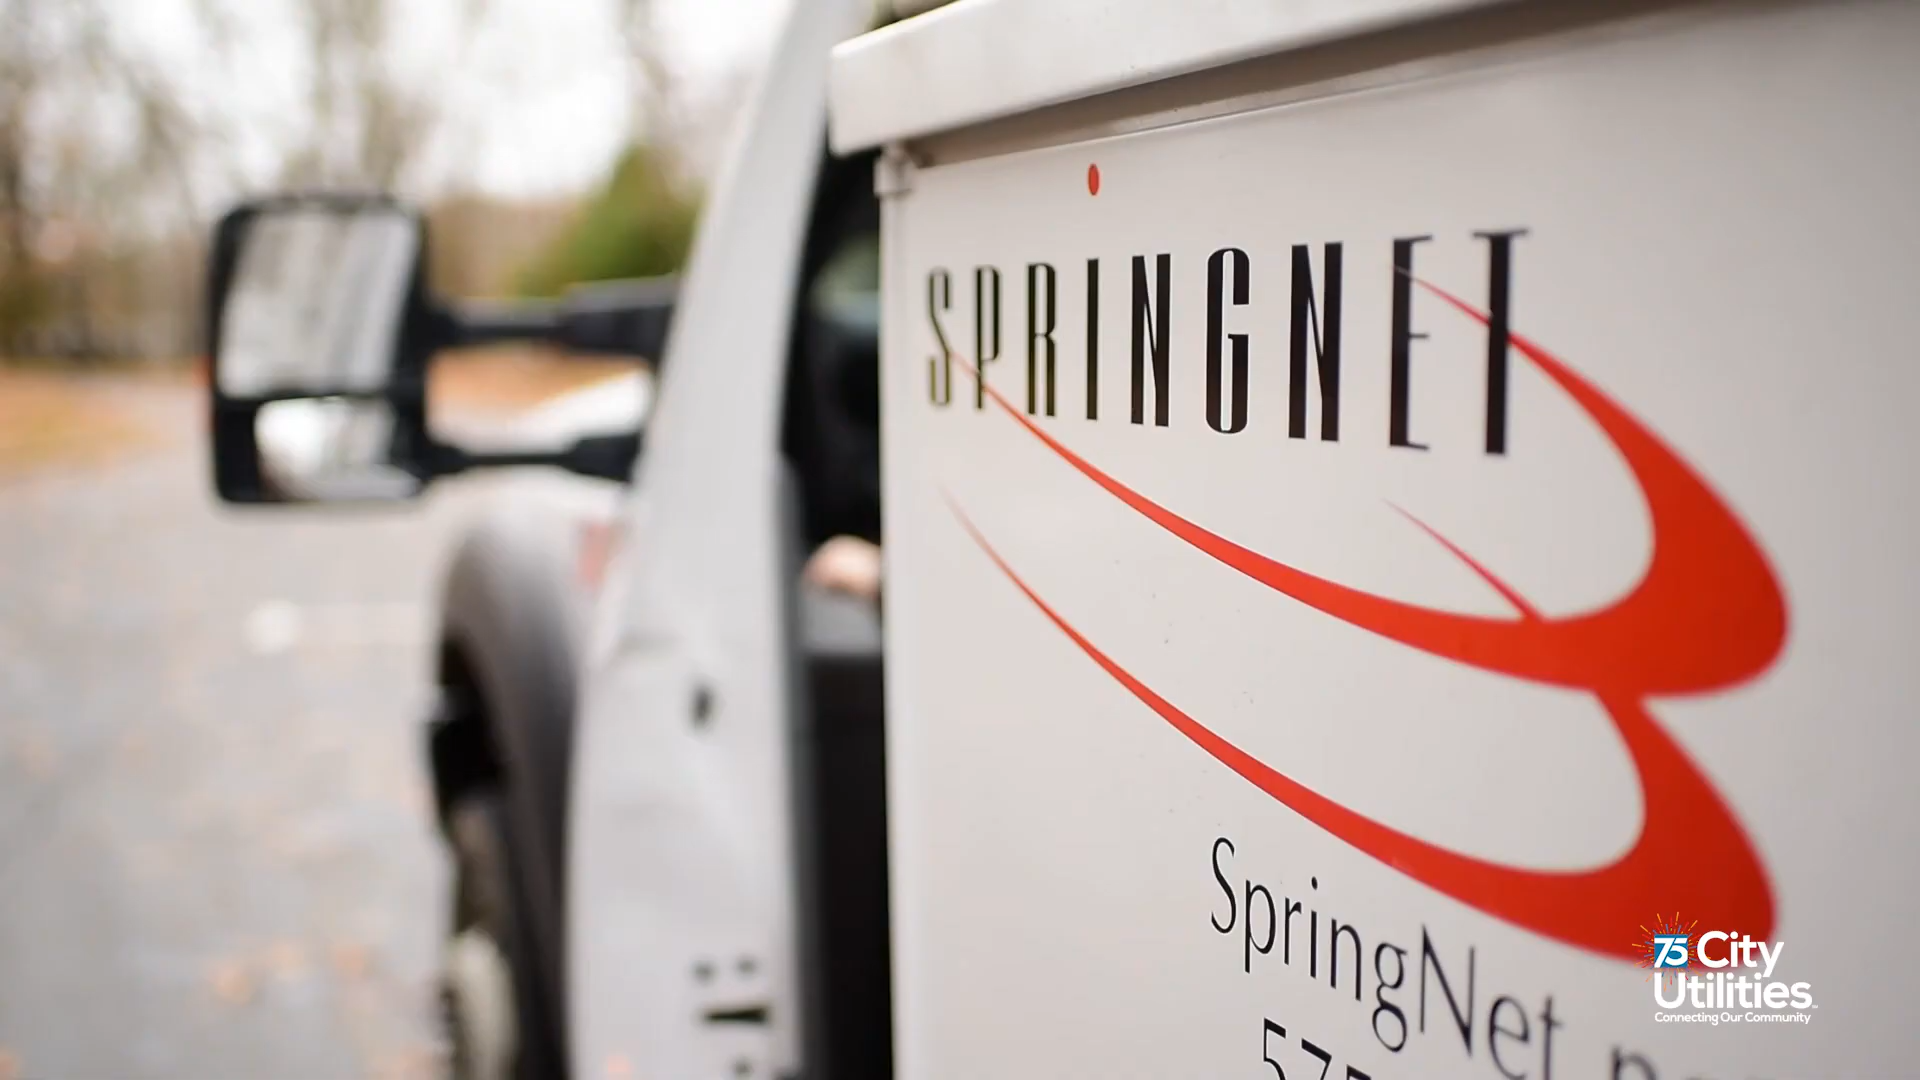 SPRINGNET
SpringNet
75 City
Utilities
Connecting Our Community